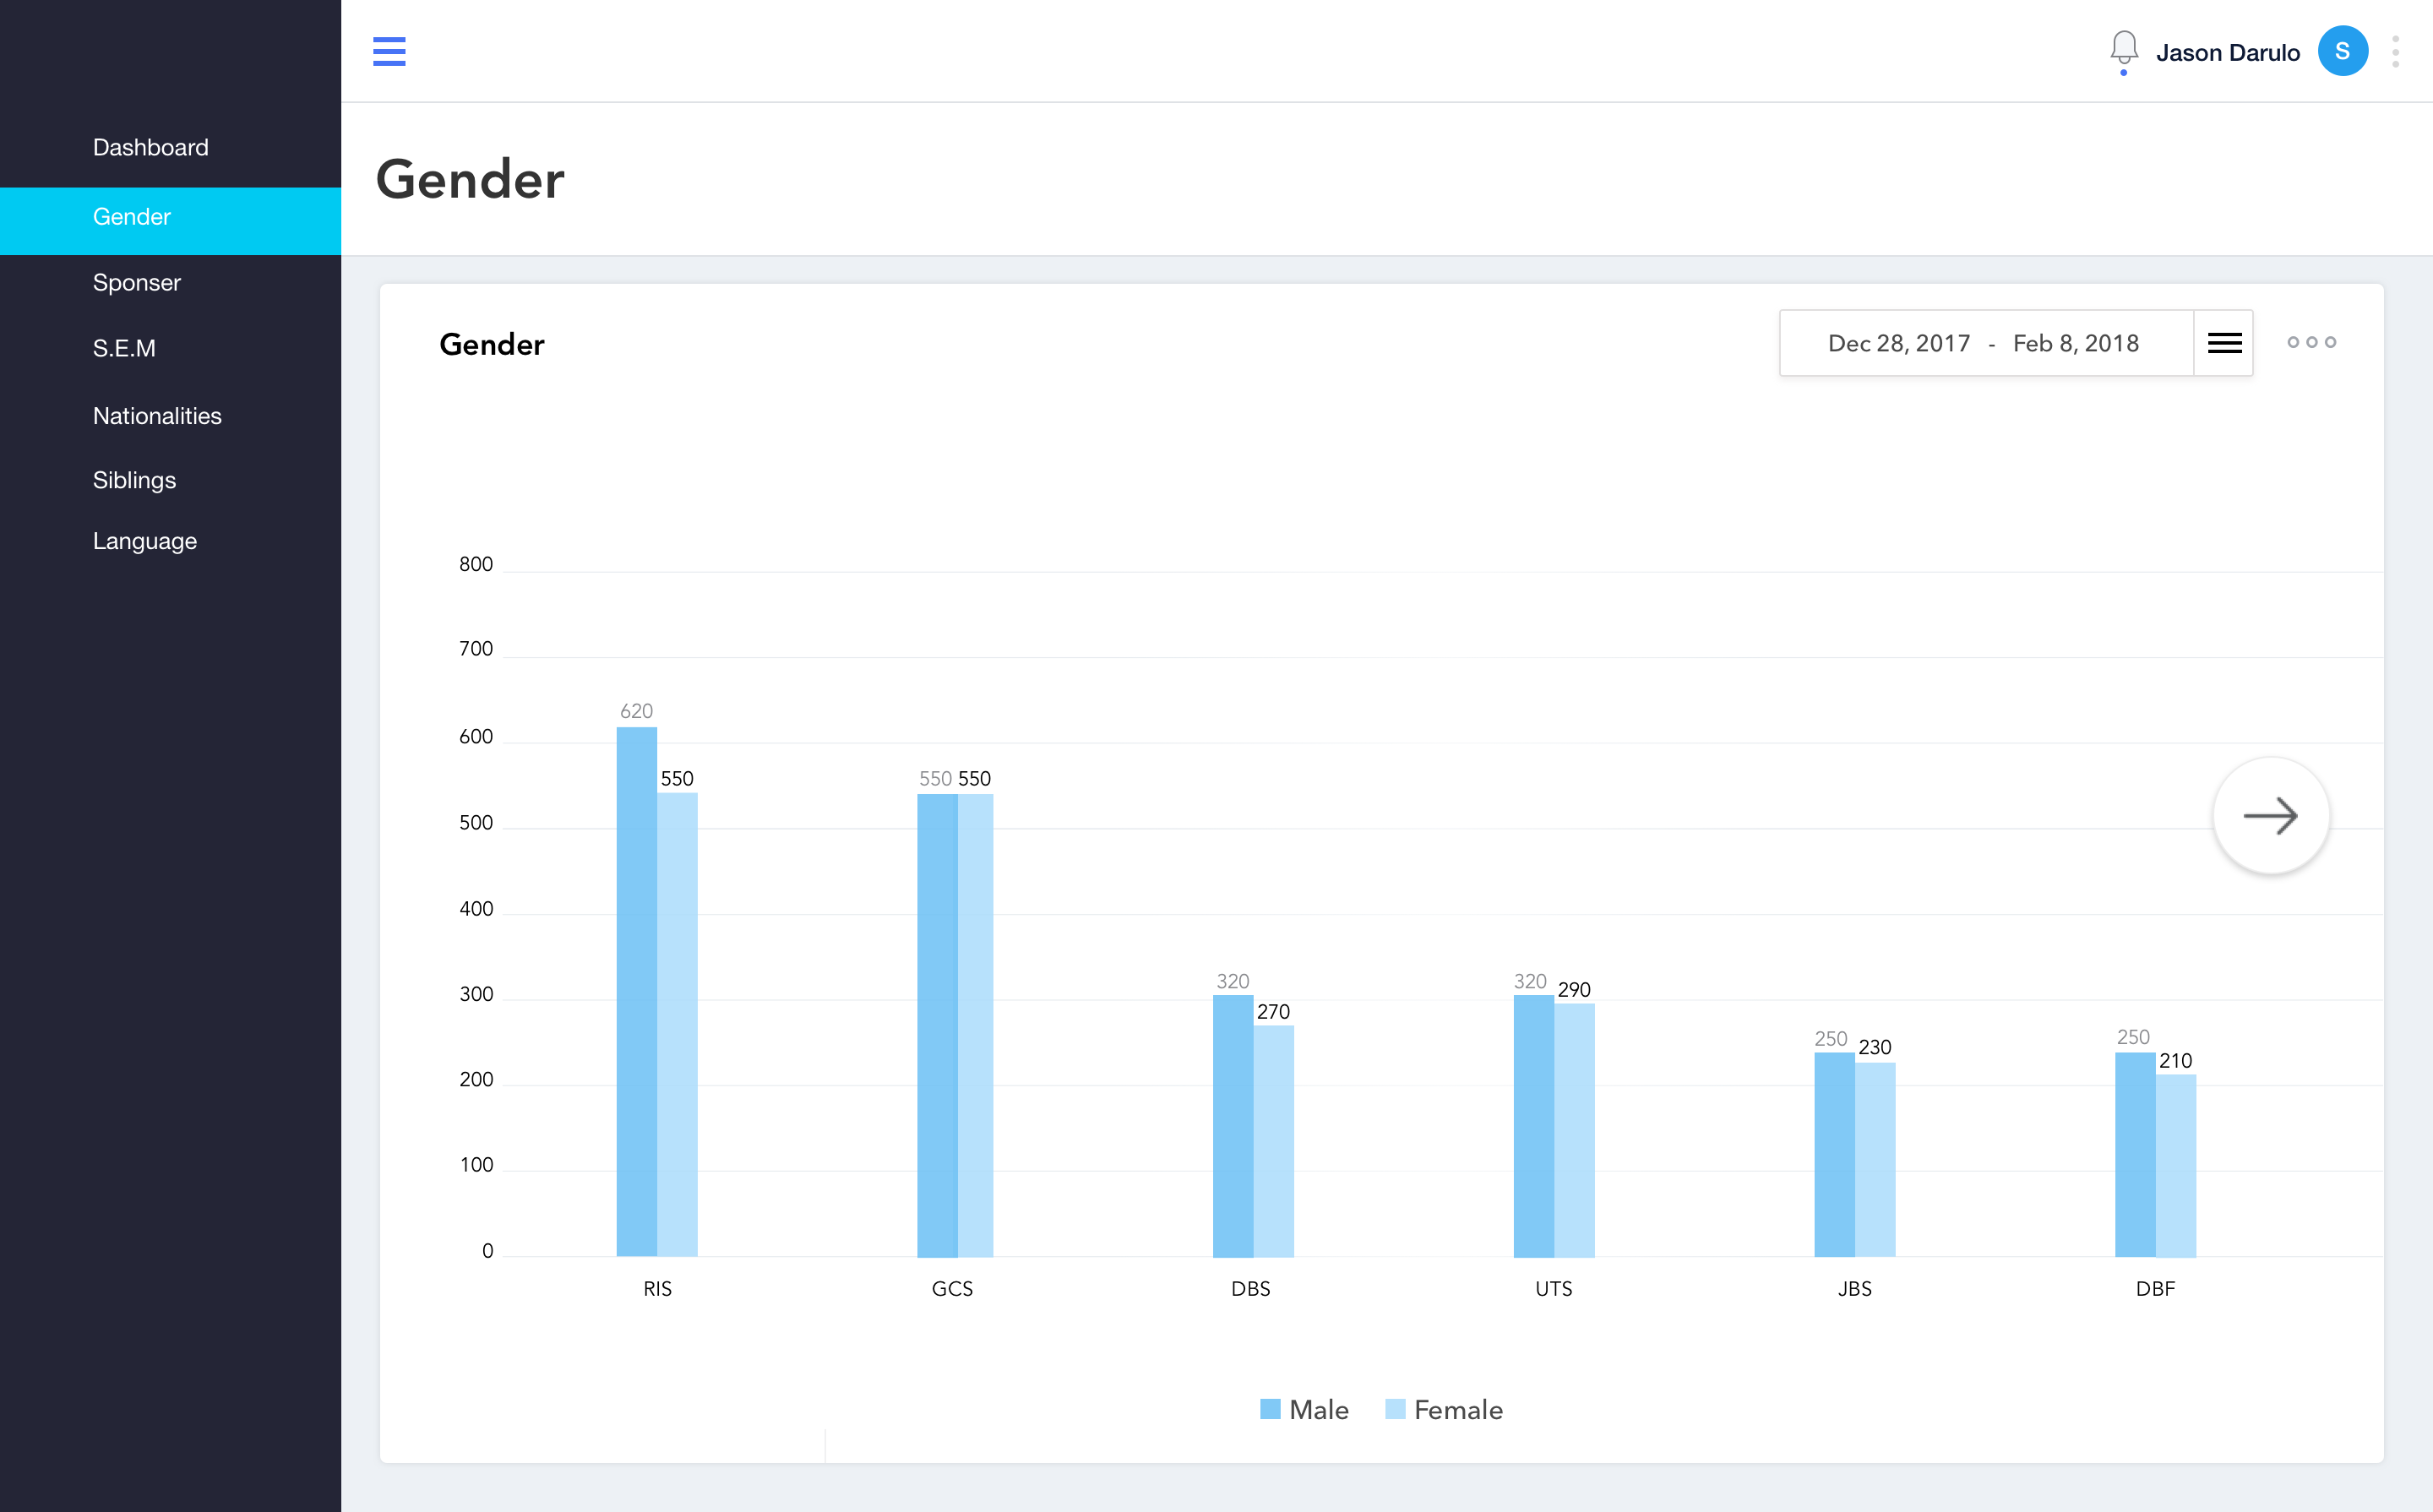 Jason Darulo S
Dashboard
Gender
Sponser
S.E.M
Nationalities
Siblings
Language
Gender
Gender
Dec 28, 2017 - Feb 8, 2018
800
700
600
500
400
300
200
100
0
620 550
550 550
320 270
320 290
250 230
250 210
RIS GCS DBS UTS JBS DBF
Male Female